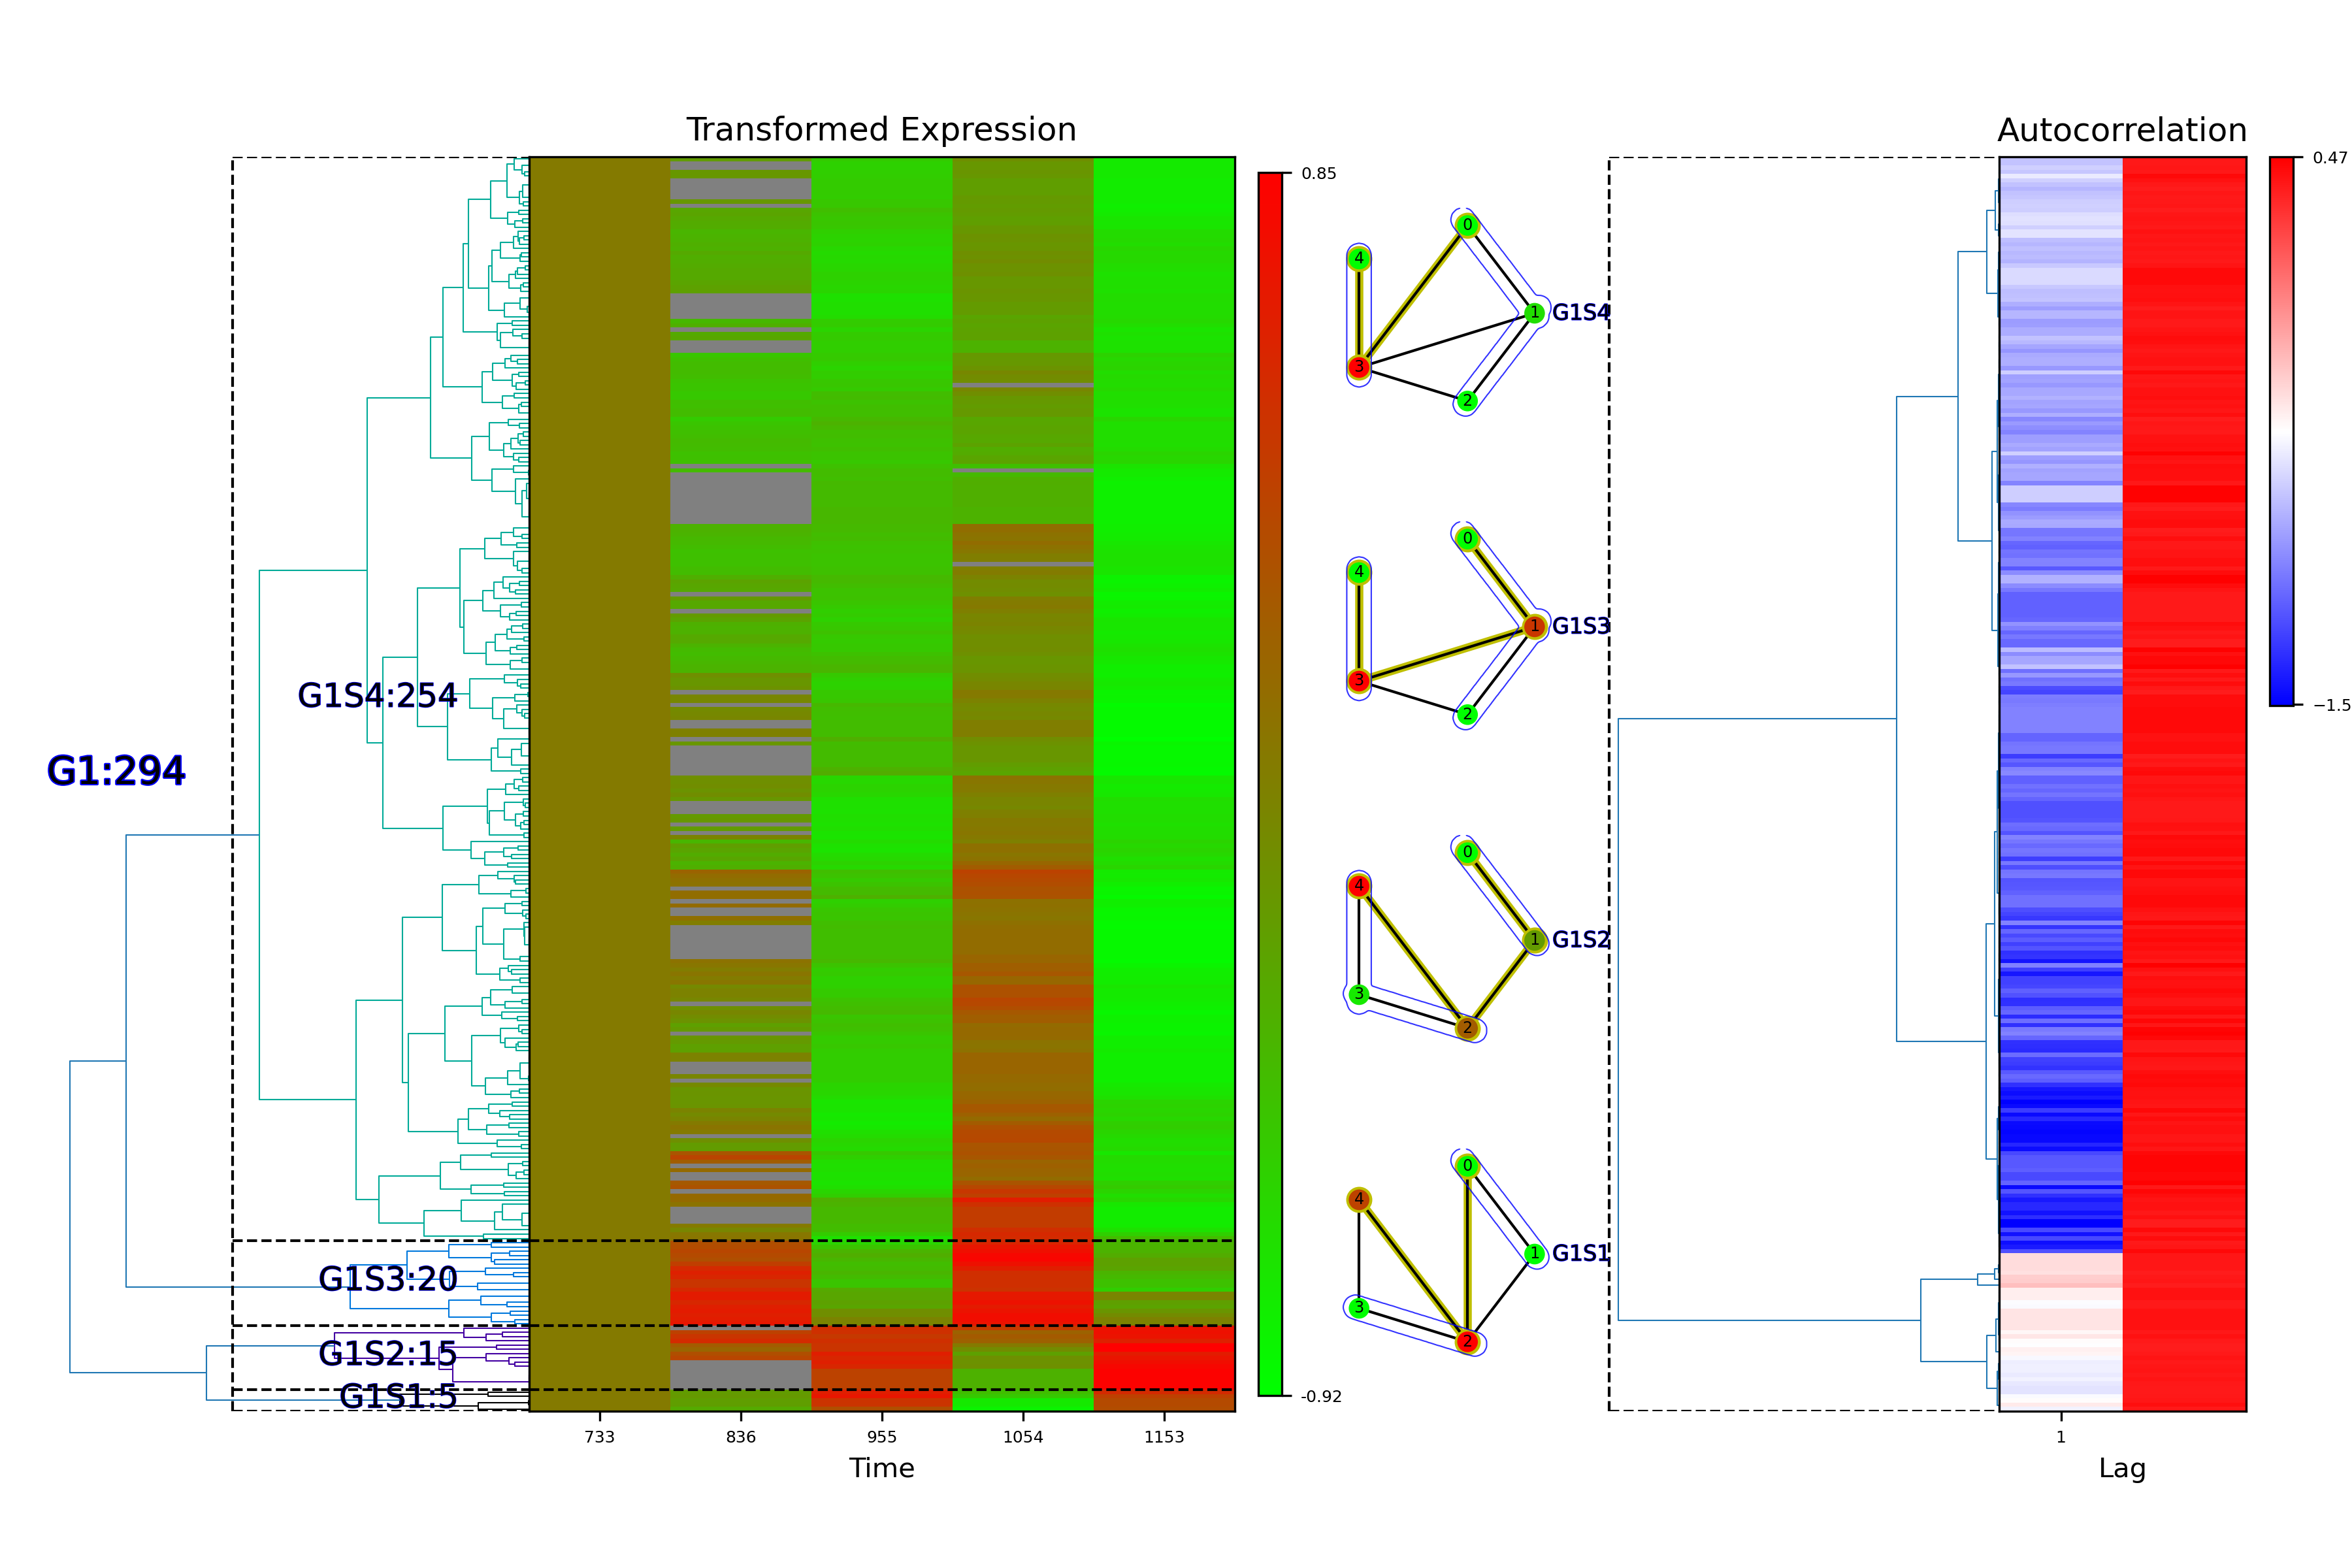 Transformed Expression
Autocorrelation
G1:294
G1S4:254
G1S3:20
G1S2:15
G1S1:5
733 836 955 1054 1153
Time
0.85
-0.92
0
4
1 G1S4
3
2
0
4
1 G1S3
3
2
0
4
1 G1S2
3
2
0
4
1 G1S1
3
2
1
Lag
0.47
−1.5